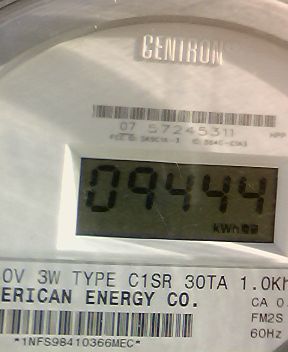 CENTRON
07 57245311
09444
kWh
0V 3W TYPE C1SR 30TA 1.0Kh
ERICAN ENERGY CO.
CA 0.
FM2S
60Hz
*1NFS98410366MEC*